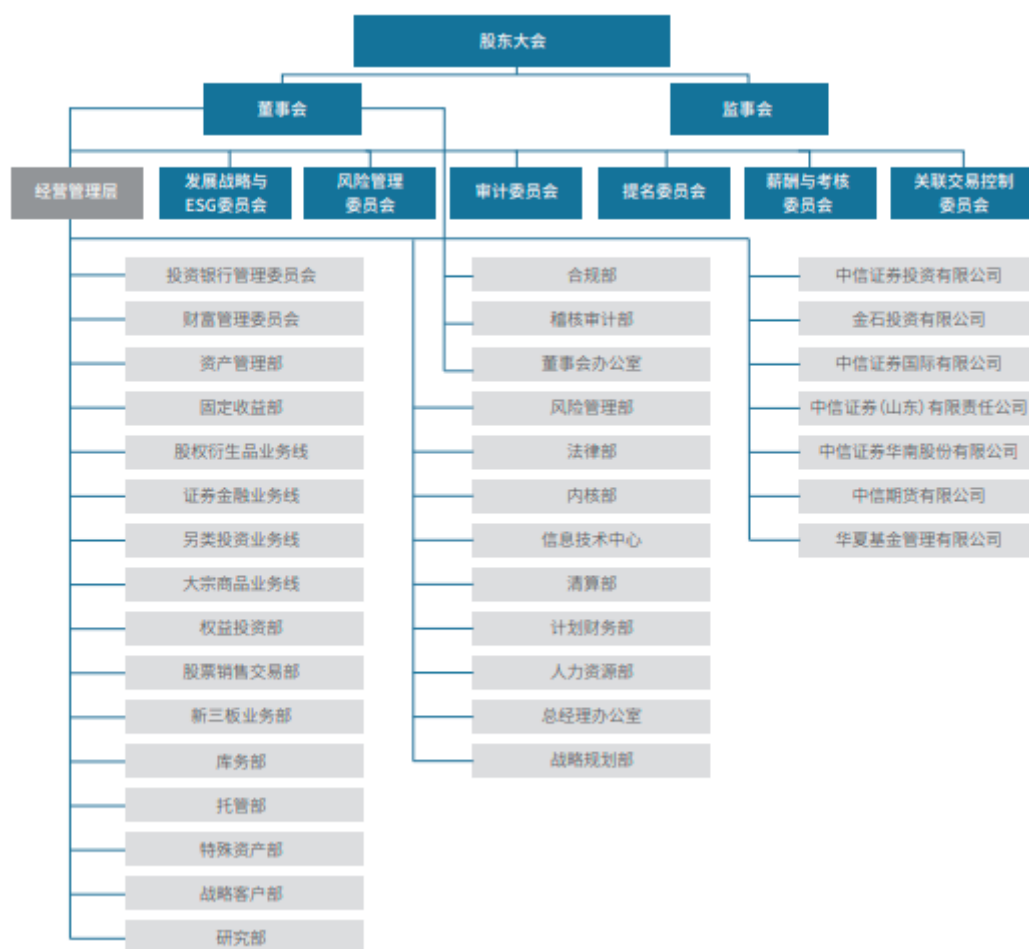 股东大会
董事会
监事会
经营管理层
发展战略与
ESG委员会
风险管理
委员会
审计委员会
提名委员会
薪酬与考核
委员会
关联交易控制
委员会
投资银行管理委员会
财富管理委员会
资产管理部
固定收益部
股权衍生品业务线
证券金融业务线
另类投资业务线
大宗商品业务线
权益投资部
股票销售交易部
新三板业务部
库务部
托管部
特殊资产部
战略客户部
研究部
合规部
稽核审计部
董事会办公室
风险管理部
法律部
内核部
信息技术中心
清算部
计划财务部
人力资源部
总经理办公室
战略规划部
中信证券投资有限公司
金石投资有限公司
中信证券国际有限公司
中信证券(山东)有限责任公司
中信证券华南股份有限公司
中信期货有限公司
华夏基金管理有限公司